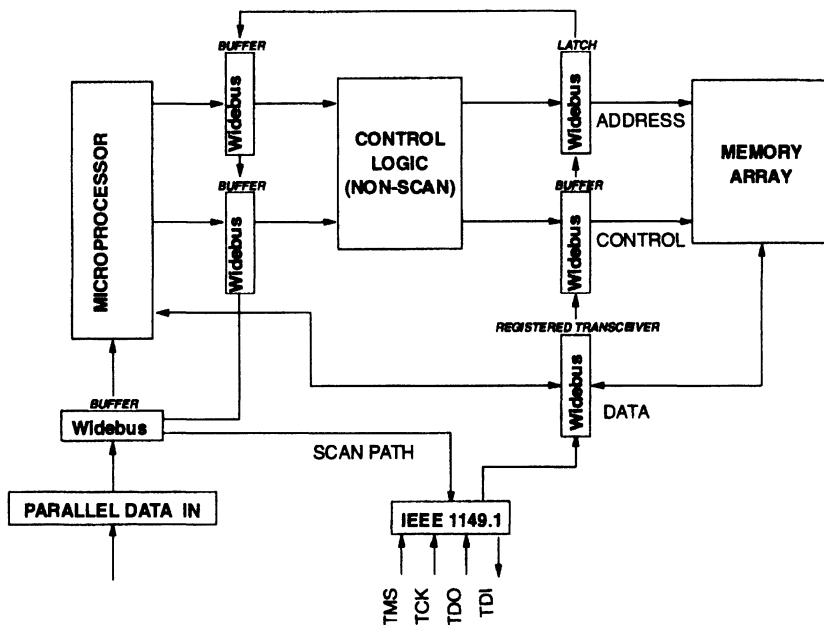 BUFFER
LATCH
Widebus
Widebus
ADDRESS
MICROPROCESSOR
CONTROL
LOGIC
(NON-SCAN)
MEMORY
ARRAY
BUFFER
BUFFER
Widebus
Widebus
CONTROL
REGISTERED TRANSCEIVER
Widebus
DATA
BUFFER
Widebus
SCAN PATH
PARALLEL DATA IN
IEEE 1149.1
TMS
TCK
TDO
TDI